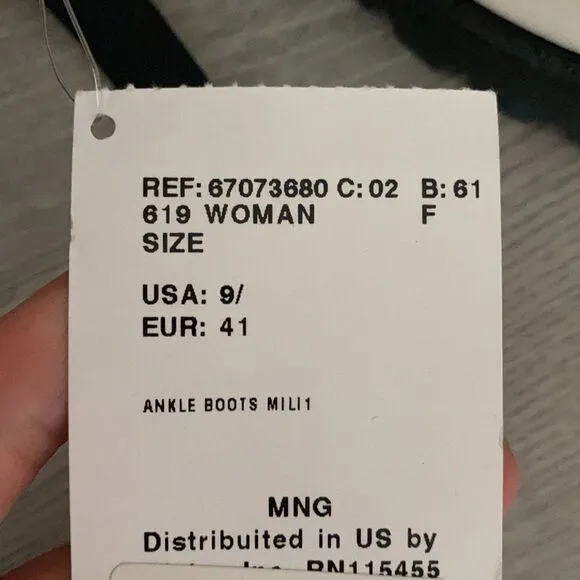 REF: 67073680 C: 02 B: 61
619 WOMAN F
SIZE
USA: 9/
EUR: 41
ANKLE BOOTS MILI1
MNG
Distribuited in US by
Inc. RN115455